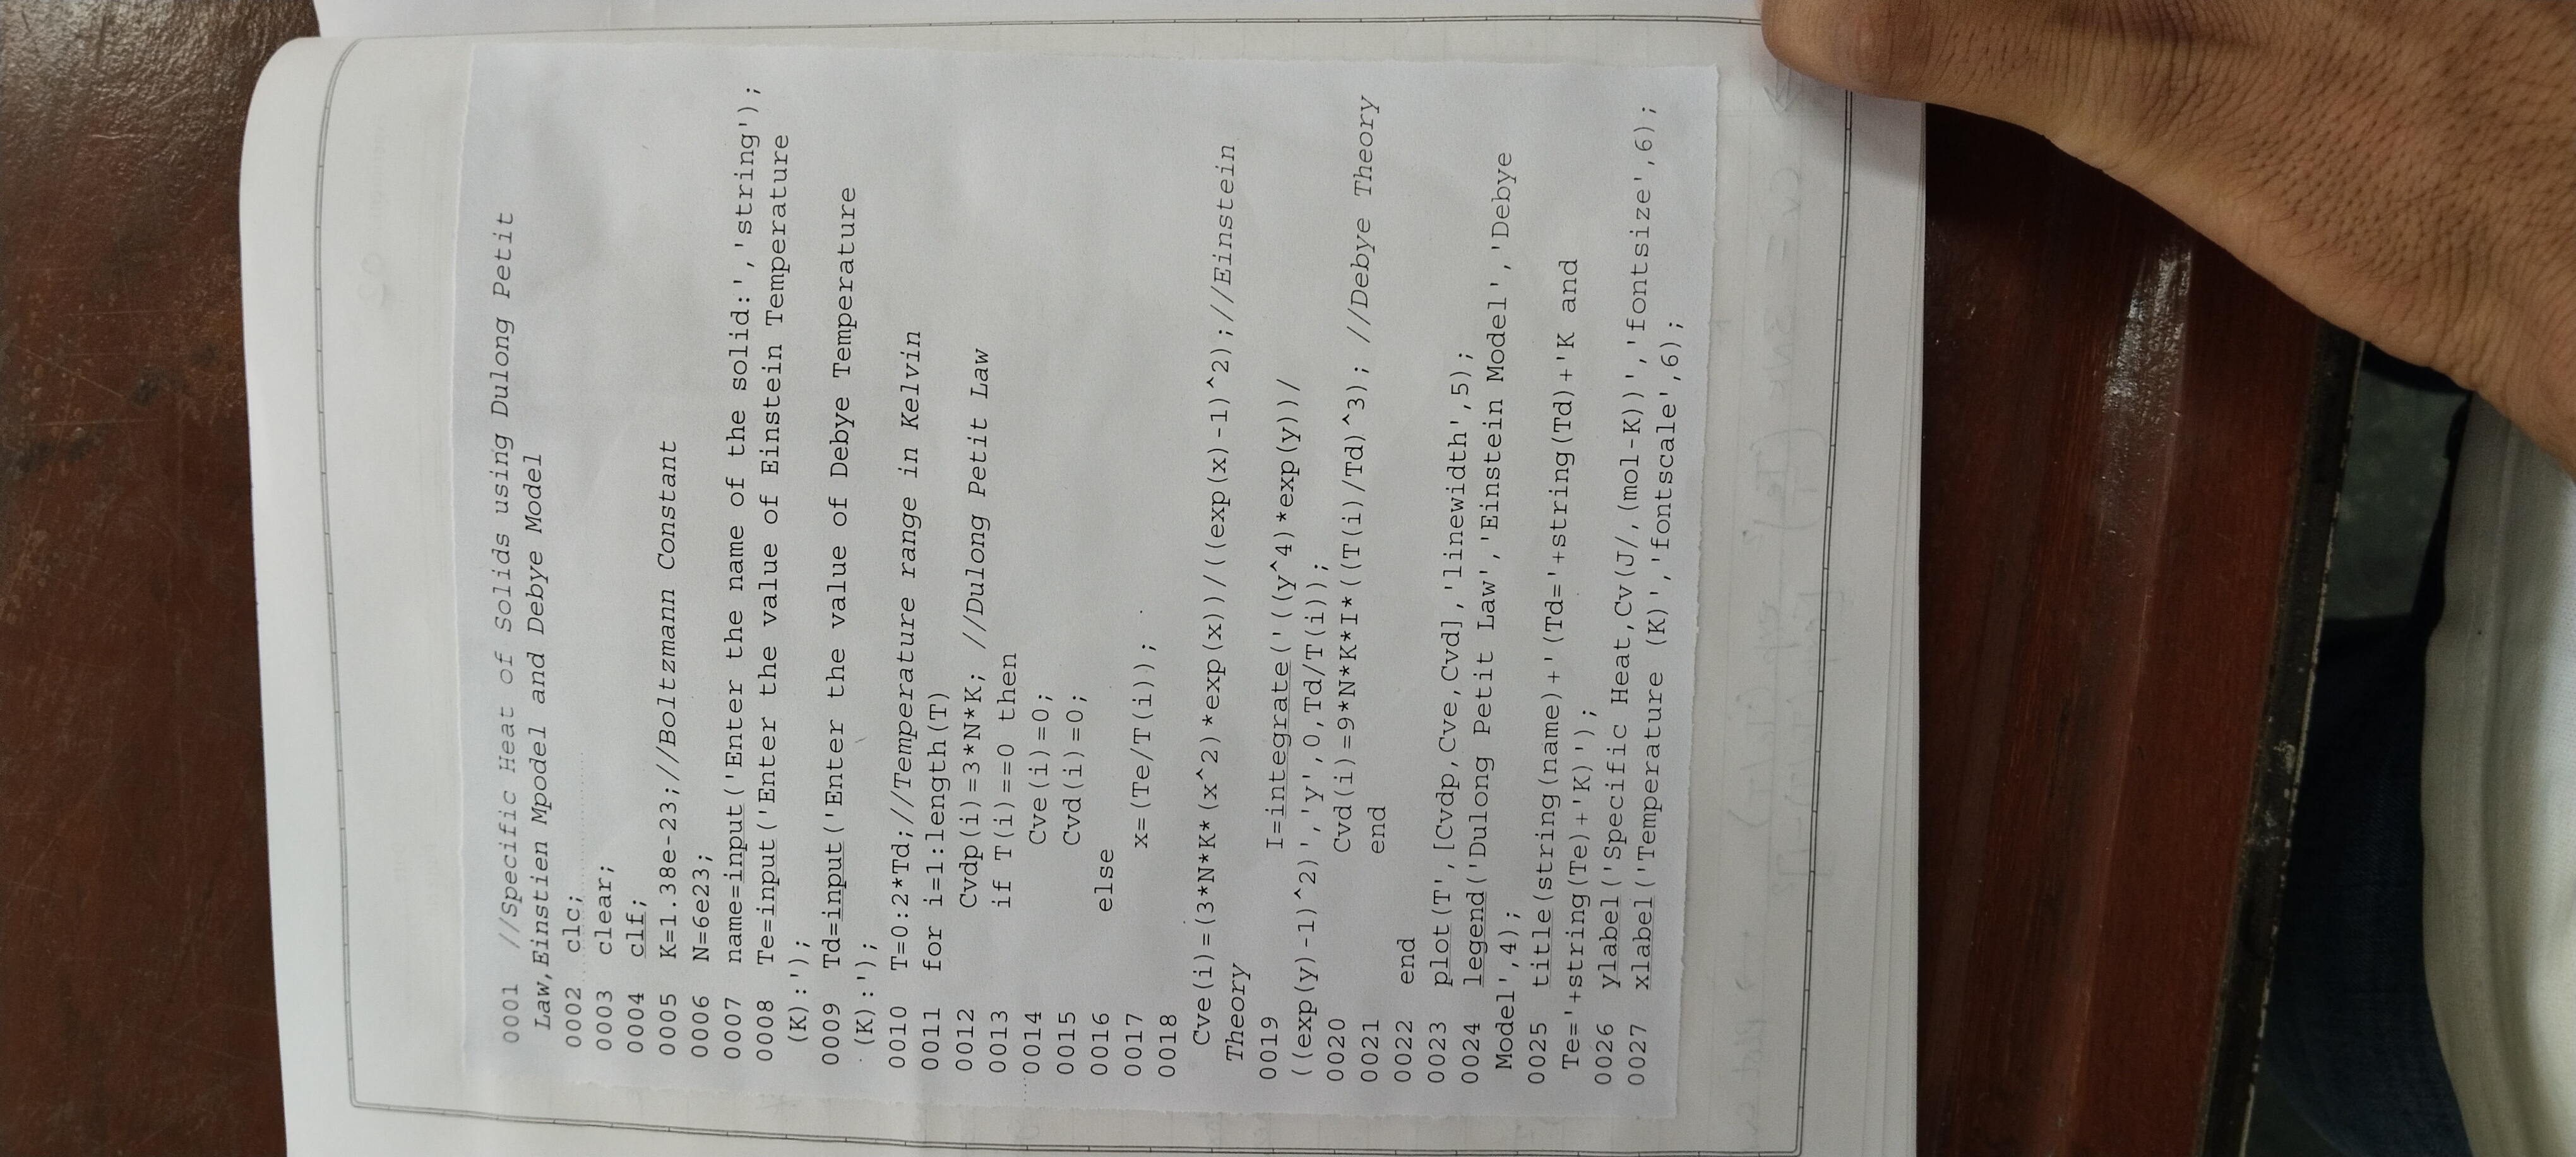 0001 //Specific Heat of Solids using Dulong Petit
Law,Einstien Mpodel and Debye Model
0002 clc;
0003 clear;
0004 clf;
0005 K=1.38e-23;//Boltzmann Constant
0006 N=6e23;
0007 name=input('Enter the name of the solid:','string');
0008 Te=input('Enter the value of Einstein Temperature
(K):');
0009 Td=input('Enter the value of Debye Temperature
(K):');
0010 T=0:2*Td;//Temperature range in Kelvin
0011 for i=1:length(T)
0012 Cvdp(i)=3*N*K; //Dulong Petit Law
0013 if T(i)==0 then
0014 Cve(i)=0;
0015 Cvd(i)=0;
0016 else
0017 x=(Te/T(i));
0018
Cve(i)=(3*N*K*(x^2)*exp(x))/((exp(x)-1)^2);//Einstein
Theory
0019 I=integrate('((y^4)*exp(y))/
((exp(y)-1)^2)','y',0,Td/T(i));
0020 Cvd(i)=9*N*K*I*((T(i)/Td)^3); //Debye Theory
0021 end
0022 end
0023 plot(T',[Cvdp,Cve,Cvd],'linewidth',5);
0024 legend('Dulong Petit Law','Einstein Model','Debye
Model',4);
0025 title(string(name)+'(Td='+string(Td)+'K and
Te='+string(Te)+'K)');
0026 ylabel('Specific Heat,Cv(J/,(mol-K))','fontsize',6);
0027 xlabel('Temperature (K)','fontscale',6);